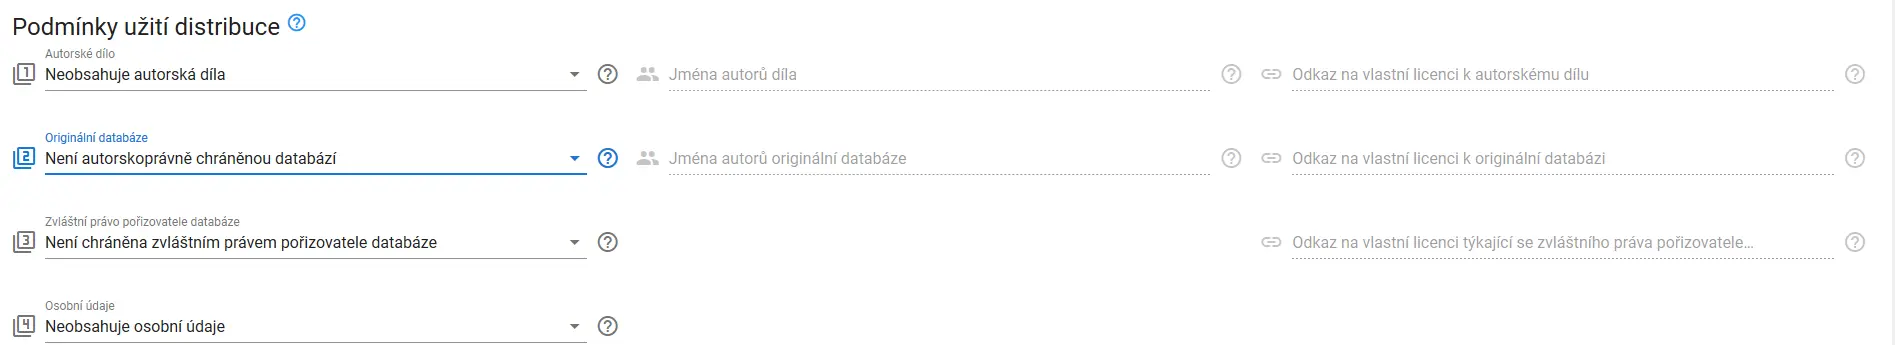 Podmínky užití distribuce
Autorské dílo
Neobsahuje autorská díla
Jména autorů díla
Odkaz na vlastní licenci k autorskému dílu
Originální databáze
Není autorskoprávně chráněnou databází
Jména autorů originální databáze
Odkaz na vlastní licenci k originální databázi
Zvláštní právo pořizovatele databáze
Není chráněna zvláštním právem pořizovatele databáze
Odkaz na vlastní licenci týkající se zvláštního práva pořizovatele…
Osobní údaje
Neobsahuje osobní údaje